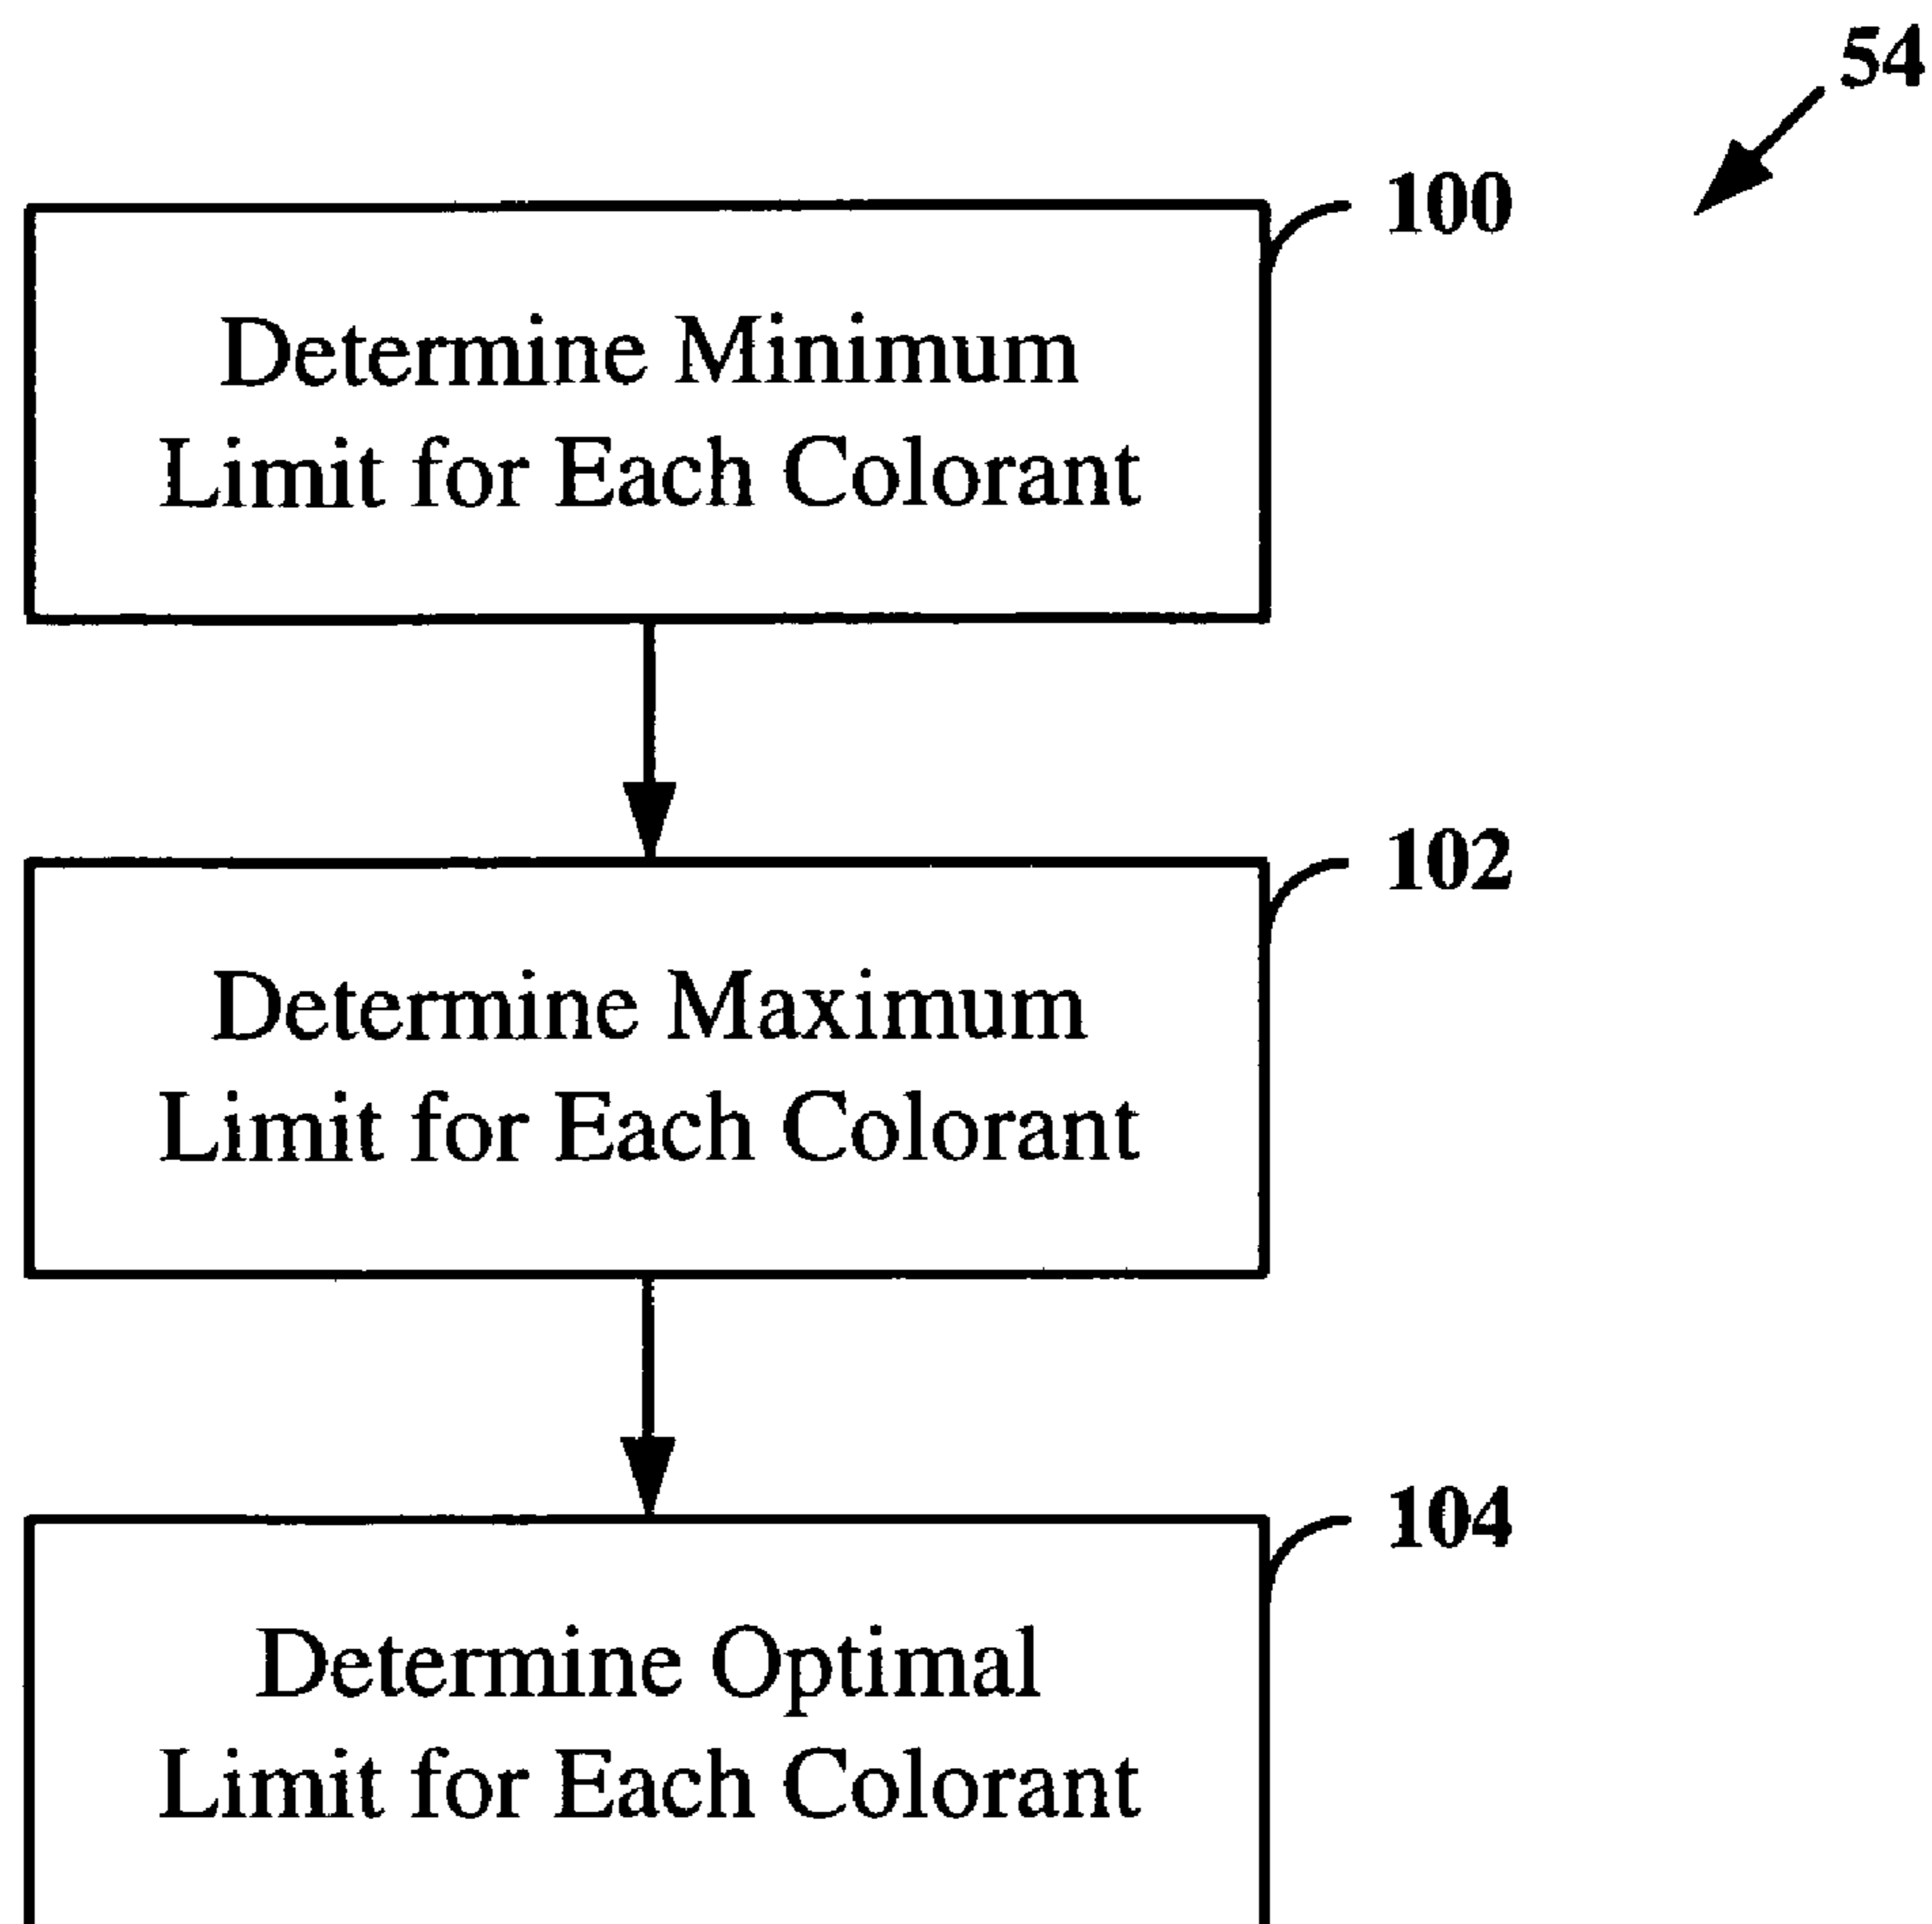 54
100
Determine Minimum
Limit for Each Colorant
102
Determine Maximum
Limit for Each Colorant
104
Determine Optimal
Limit for Each Colorant